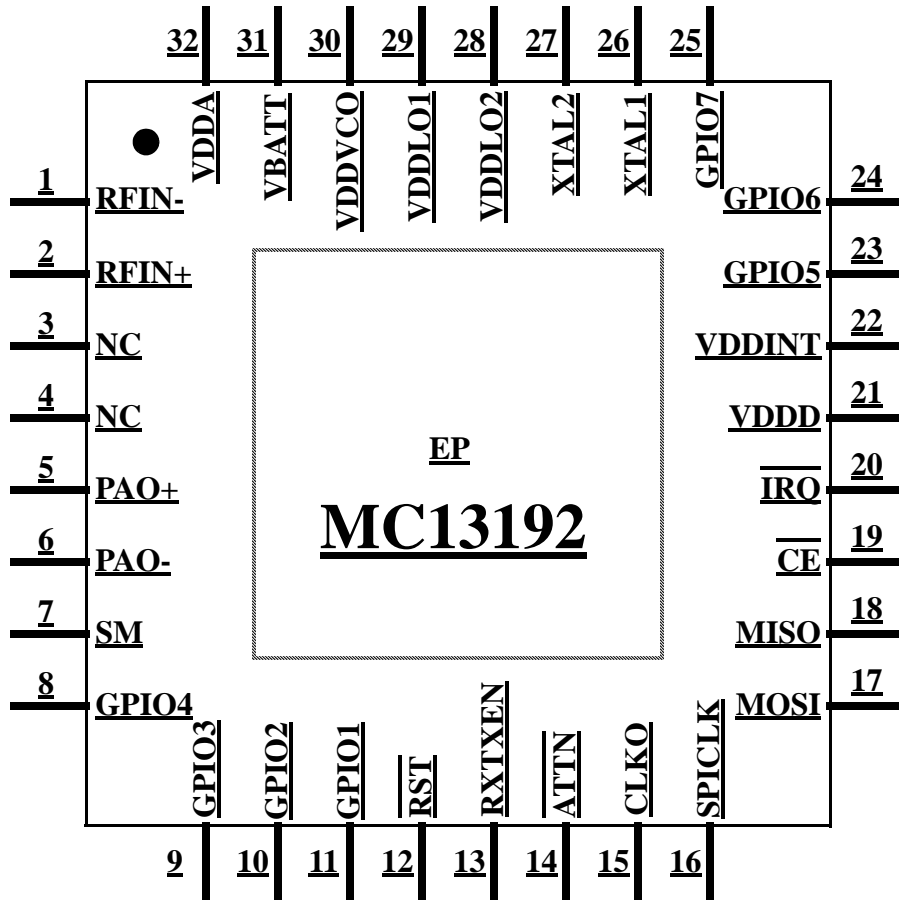 32 31 30 29 28 27 26 25
VDDA VBATT VDDVCO VDDLO1 VDDLO2 XTAL2 XTAL1 GPIO7
1 RFIN- GPIO6 24
2 RFIN+ GPIO5 23
3 NC VDDINT 22
4 NC VDDD 21
EP
5 PAO+ IRQ 20
MC13192
6 PAO- CE 19
7 SM MISO 18
8 GPIO4 MOSI 17
GPIO3 GPIO2 GPIO1 RST RXTXEN ATTN CLKO SPICLK
9 10 11 12 13 14 15 16